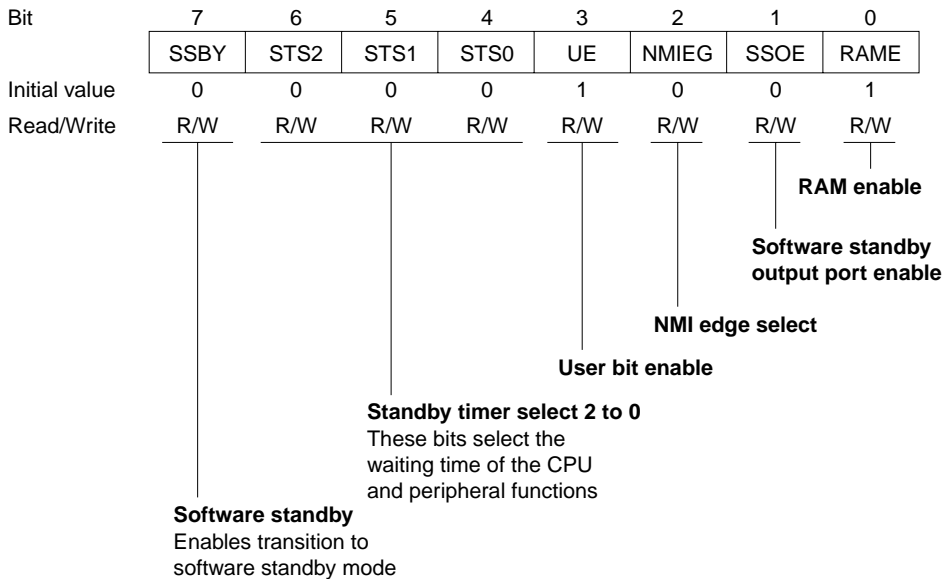 Bit 7 6 5 4 3 2 1 0
SSBY STS2 STS1 STS0 UE NMIEG SSOE RAME
Initial value 0 0 0 0 1 0 0 1
Read/Write R/W R/W R/W R/W R/W R/W R/W R/W
RAM enable
Software standby
output port enable
NMI edge select
User bit enable
Standby timer select 2 to 0
These bits select the
waiting time of the CPU
and peripheral functions
Software standby
Enables transition to
software standby mode